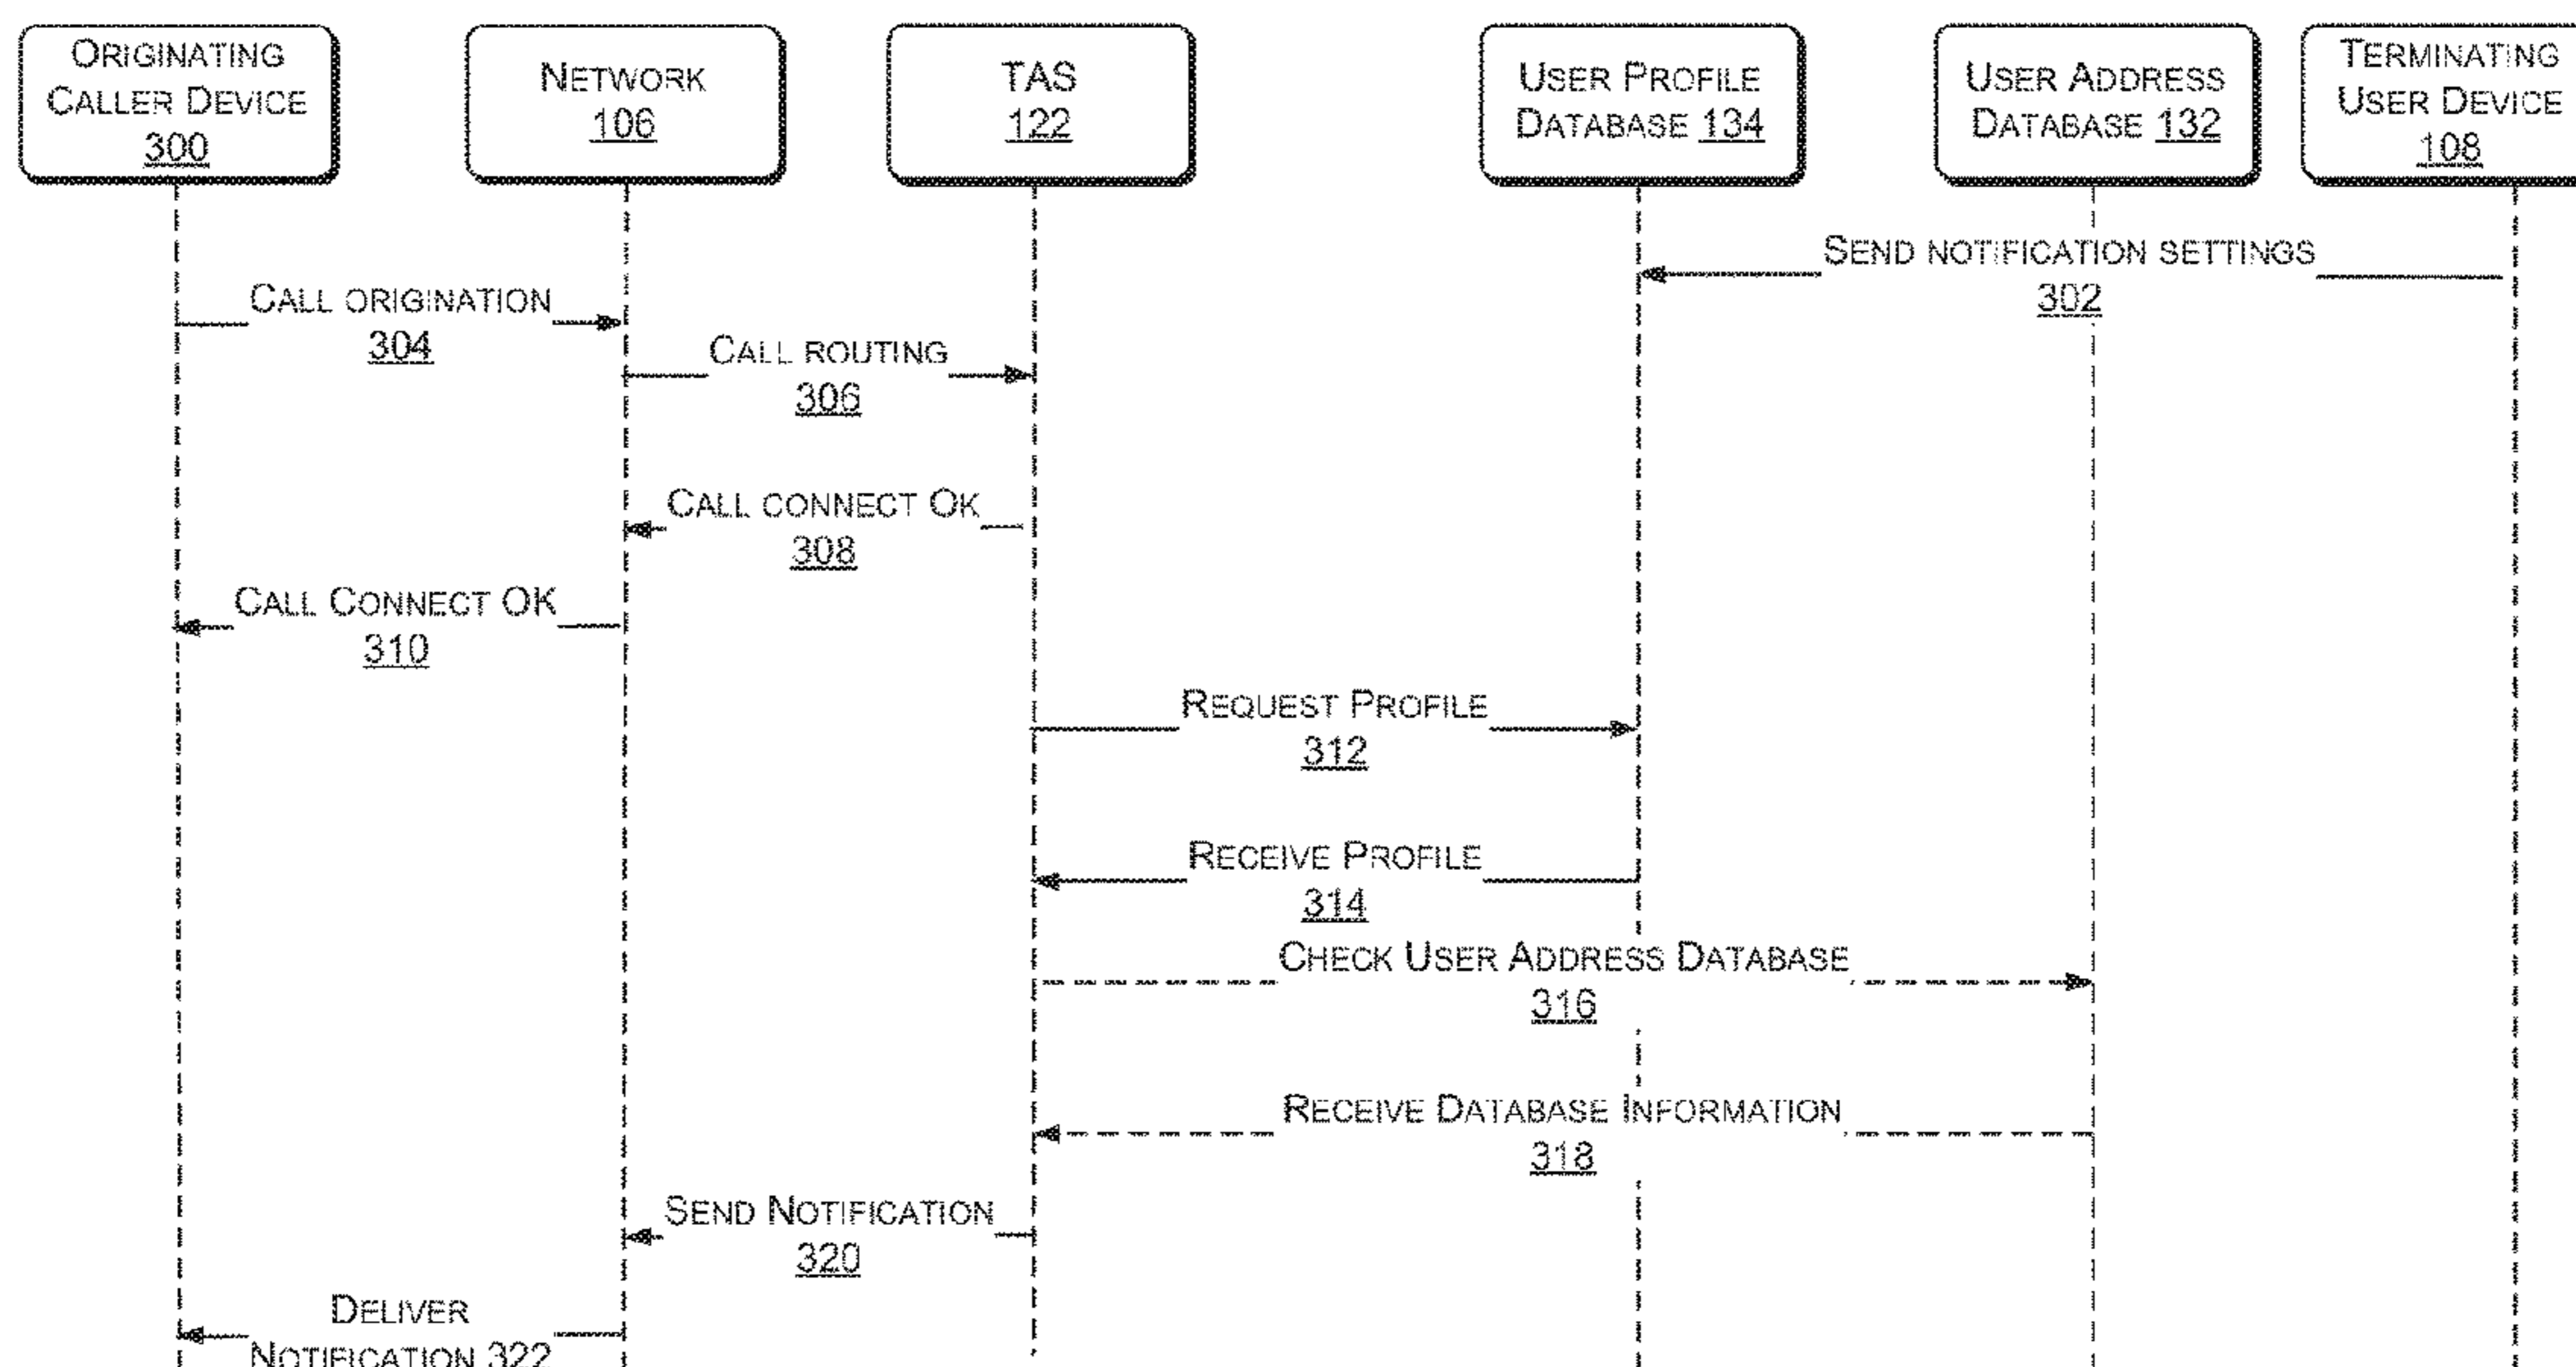 ORIGINATING
CALLER DEVICE
300
NETWORK
106
TAS
122
USER PROFILE
DATABASE 134
USER ADDRESS
DATABASE 132
TERMINATING
USER DEVICE
108
SEND NOTIFICATION SETTINGS
302
CALL ORIGINATION
304
CALL ROUTING
306
CALL CONNECT OK
308
CALL CONNECT OK
310
REQUEST PROFILE
312
RECEIVE PROFILE
314
CHECK USER ADDRESS DATABASE
316
RECEIVE DATABASE INFORMATION
318
SEND NOTIFICATION
320
DELIVER
NOTIFICATION 322